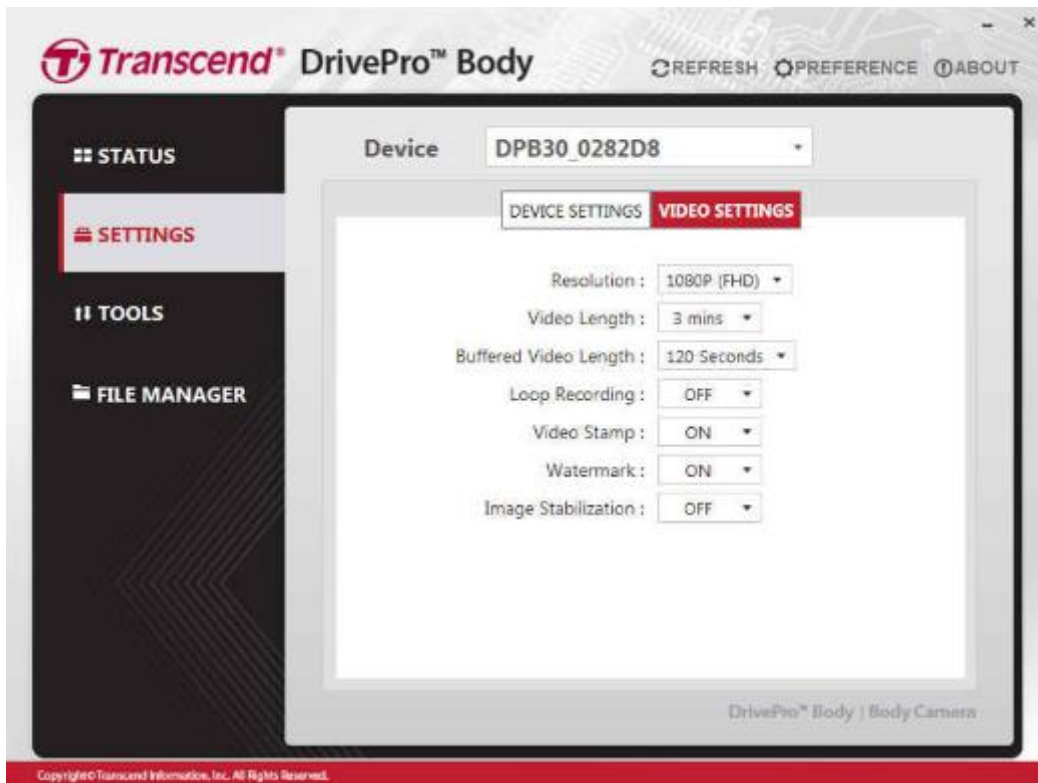 Transcend® DrivePro™ Body
REFRESH PREFERENCE ABOUT
STATUS
SETTINGS
TOOLS
FILE MANAGER
Device DPB30_0282D8
DEVICE SETTINGS VIDEO SETTINGS
Resolution : 1080P (FHD)
Video Length : 3 mins
Buffered Video Length : 120 Seconds
Loop Recording : OFF
Video Stamp : ON
Watermark : ON
Image Stabilization : OFF
DrivePro™ Body | Body Camera
Copyright© Transcend Information, Inc. All Rights Reserved.